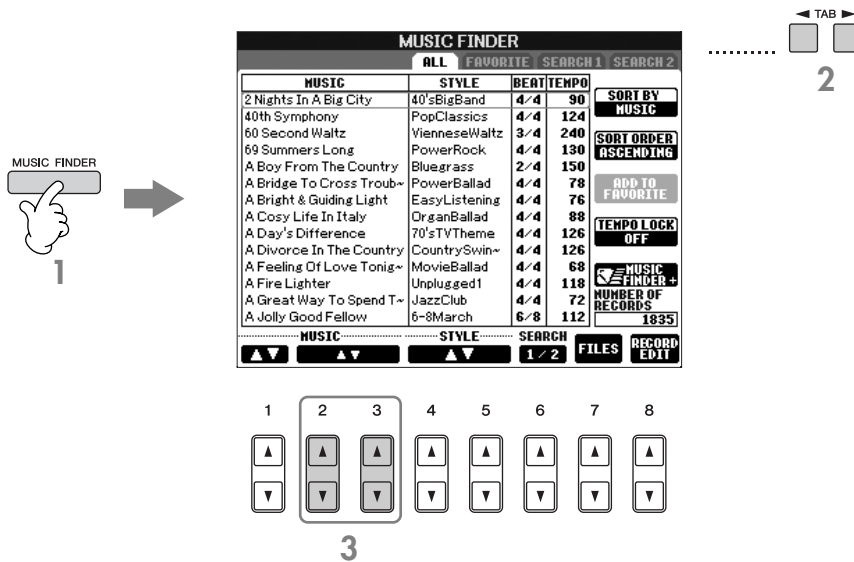 ◄ TAB ►
2
MUSIC FINDER
1
MUSIC FINDER
ALL FAVORITE SEARCH 1 SEARCH 2
MUSIC STYLE BEAT TEMPO
2 Nights In A Big City 40'sBigBand 4/4 90
40th Symphony PopClassics 4/4 124
60 Second Waltz VienneseWaltz 3/4 240
69 Summers Long PowerRock 4/4 130
A Boy From The Country Bluegrass 2/4 150
A Bridge To Cross Troub~ PowerBallad 4/4 78
A Bright & Guiding Light EasyListening 4/4 76
A Cosy Life In Italy OrganBallad 4/4 88
A Day's Difference 70'sTVTheme 4/4 126
A Divorce In The Country CountrySwin~ 4/4 126
A Feeling Of Love Tonig~ MovieBallad 4/4 68
A Fire Lighter Unplugged1 4/4 118
A Great Way To Spend T~ JazzClub 4/4 72
A Jolly Good Fellow 6-8March 6/8 112
SORT BY
MUSIC
SORT ORDER
ASCENDING
ADD TO
FAVORITE
TEMPO LOCK
OFF
MUSIC
FINDER +
NUMBER OF
RECORDS
1835
MUSIC STYLE SEARCH
▲▼ ▲▼ ▲▼ 1/2 FILES RECORD EDIT
1 2 3 4 5 6 7 8
3